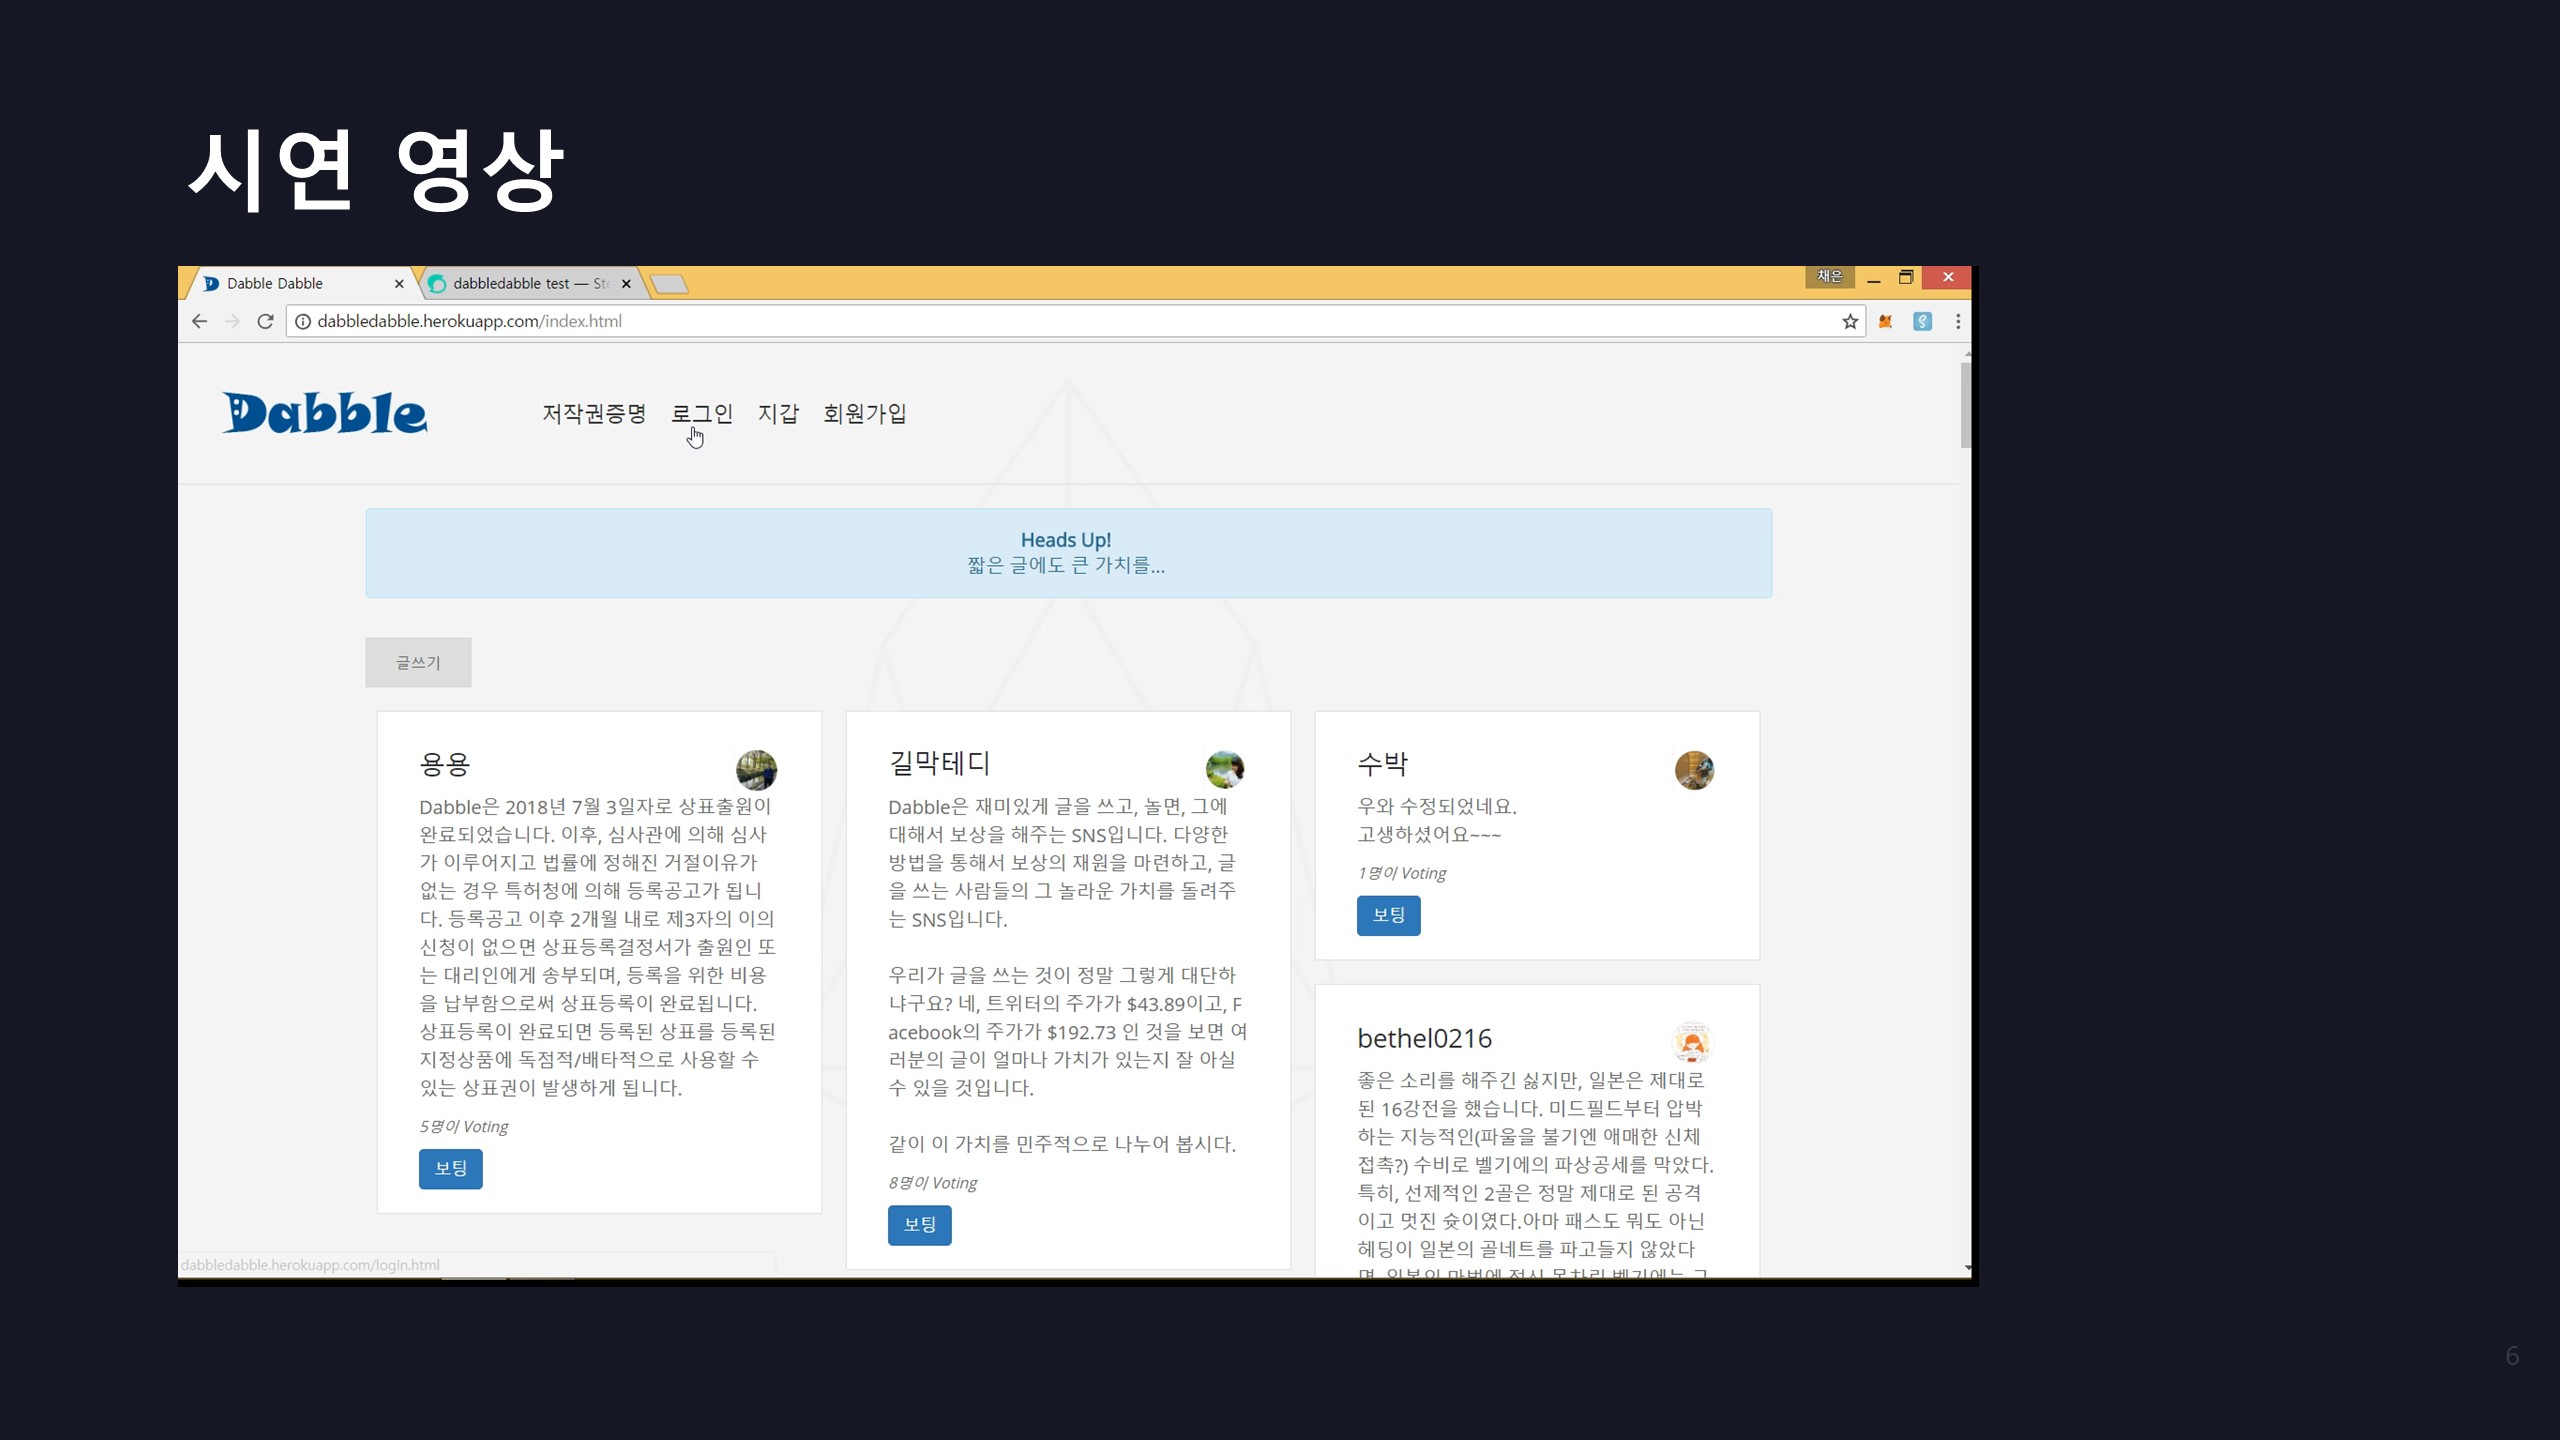 시연 영상
Dabble Dabble
dabbledabble test — Ste
채은
dabbledabble.herokuapp.com/index.html
Dabble
저작권증명 로그인 지갑 회원가입
Heads Up!
짧은 글에도 큰 가치를...
글쓰기
용용
Dabble은 2018년 7월 3일자로 상표출원이
완료되었습니다. 이후, 심사관에 의해 심사
가 이루어지고 법률에 정해진 거절이유가
없는 경우 특허청에 의해 등록공고가 됩니
다. 등록공고 이후 2개월 내로 제3자의 이의
신청이 없으면 상표등록결정서가 출원인 또
는 대리인에게 송부되며, 등록을 위한 비용
을 납부함으로써 상표등록이 완료됩니다.
상표등록이 완료되면 등록된 상표를 등록된
지정상품에 독점적/배타적으로 사용할 수
있는 상표권이 발생하게 됩니다.
5명이 Voting
보팅
길막테디
Dabble은 재미있게 글을 쓰고, 놀면, 그에
대해서 보상을 해주는 SNS입니다. 다양한
방법을 통해서 보상의 재원을 마련하고, 글
을 쓰는 사람들의 그 놀라운 가치를 돌려주
는 SNS입니다.
우리가 글을 쓰는 것이 정말 그렇게 대단하
냐구요? 네, 트위터의 주가가 $43.89이고, F
acebook의 주가가 $192.73 인 것을 보면 여
러분의 글이 얼마나 가치가 있는지 잘 아실
수 있을 것입니다.
같이 이 가치를 민주적으로 나누어 봅시다.
8명이 Voting
보팅
수박
우와 수정되었네요.
고생하셨어요~~~
1명이 Voting
보팅
bethel0216
좋은 소리를 해주긴 싫지만, 일본은 제대로
된 16강전을 했습니다. 미드필드부터 압박
하는 지능적인(파울을 불기엔 애매한 신체
접촉?) 수비로 벨기에의 파상공세를 막았다.
특히, 선제적인 2골은 정말 제대로 된 공격
이고 멋진 슛이였다.아마 패스도 뭐도 아닌
헤딩이 일본의 골네트를 파고들지 않았다
dabbledabble.herokuapp.com/login.html
6